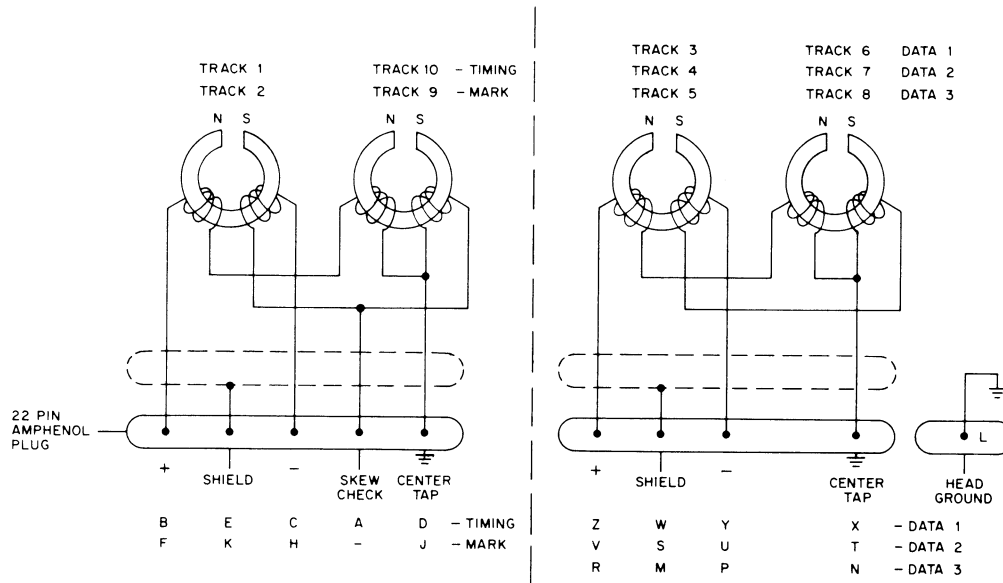 TRACK 1 TRACK 10 – TIMING
TRACK 2 TRACK 9 – MARK
N S N S
22 PIN
AMPHENOL
PLUG
+ SHIELD – SKEW CHECK CENTER TAP
B E C A D – TIMING
F K H – J – MARK
TRACK 3 TRACK 6 DATA 1
TRACK 4 TRACK 7 DATA 2
TRACK 5 TRACK 8 DATA 3
N S N S
L
+ SHIELD – CENTER TAP HEAD GROUND
Z W Y X – DATA 1
V S U T – DATA 2
R M P N – DATA 3